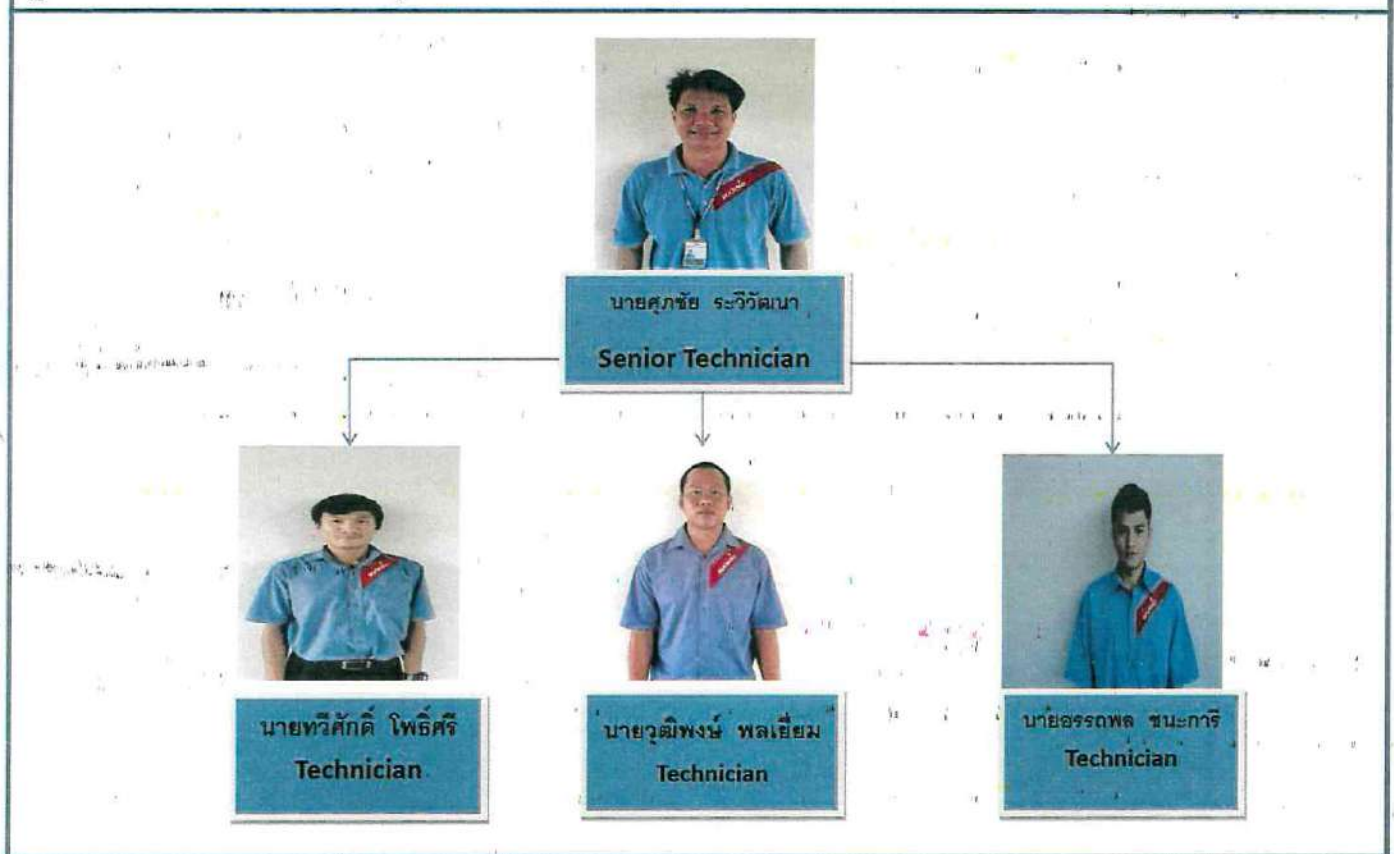 นายศุภชัย ระวีวัฒนา
Senior Technician
นายทวีศักดิ์ โพธิ์ศรี
Technician
นายวุฒิพงษ์ พลเยี่ยม
Technician
นายอรรถพล ชนะการี
Technician